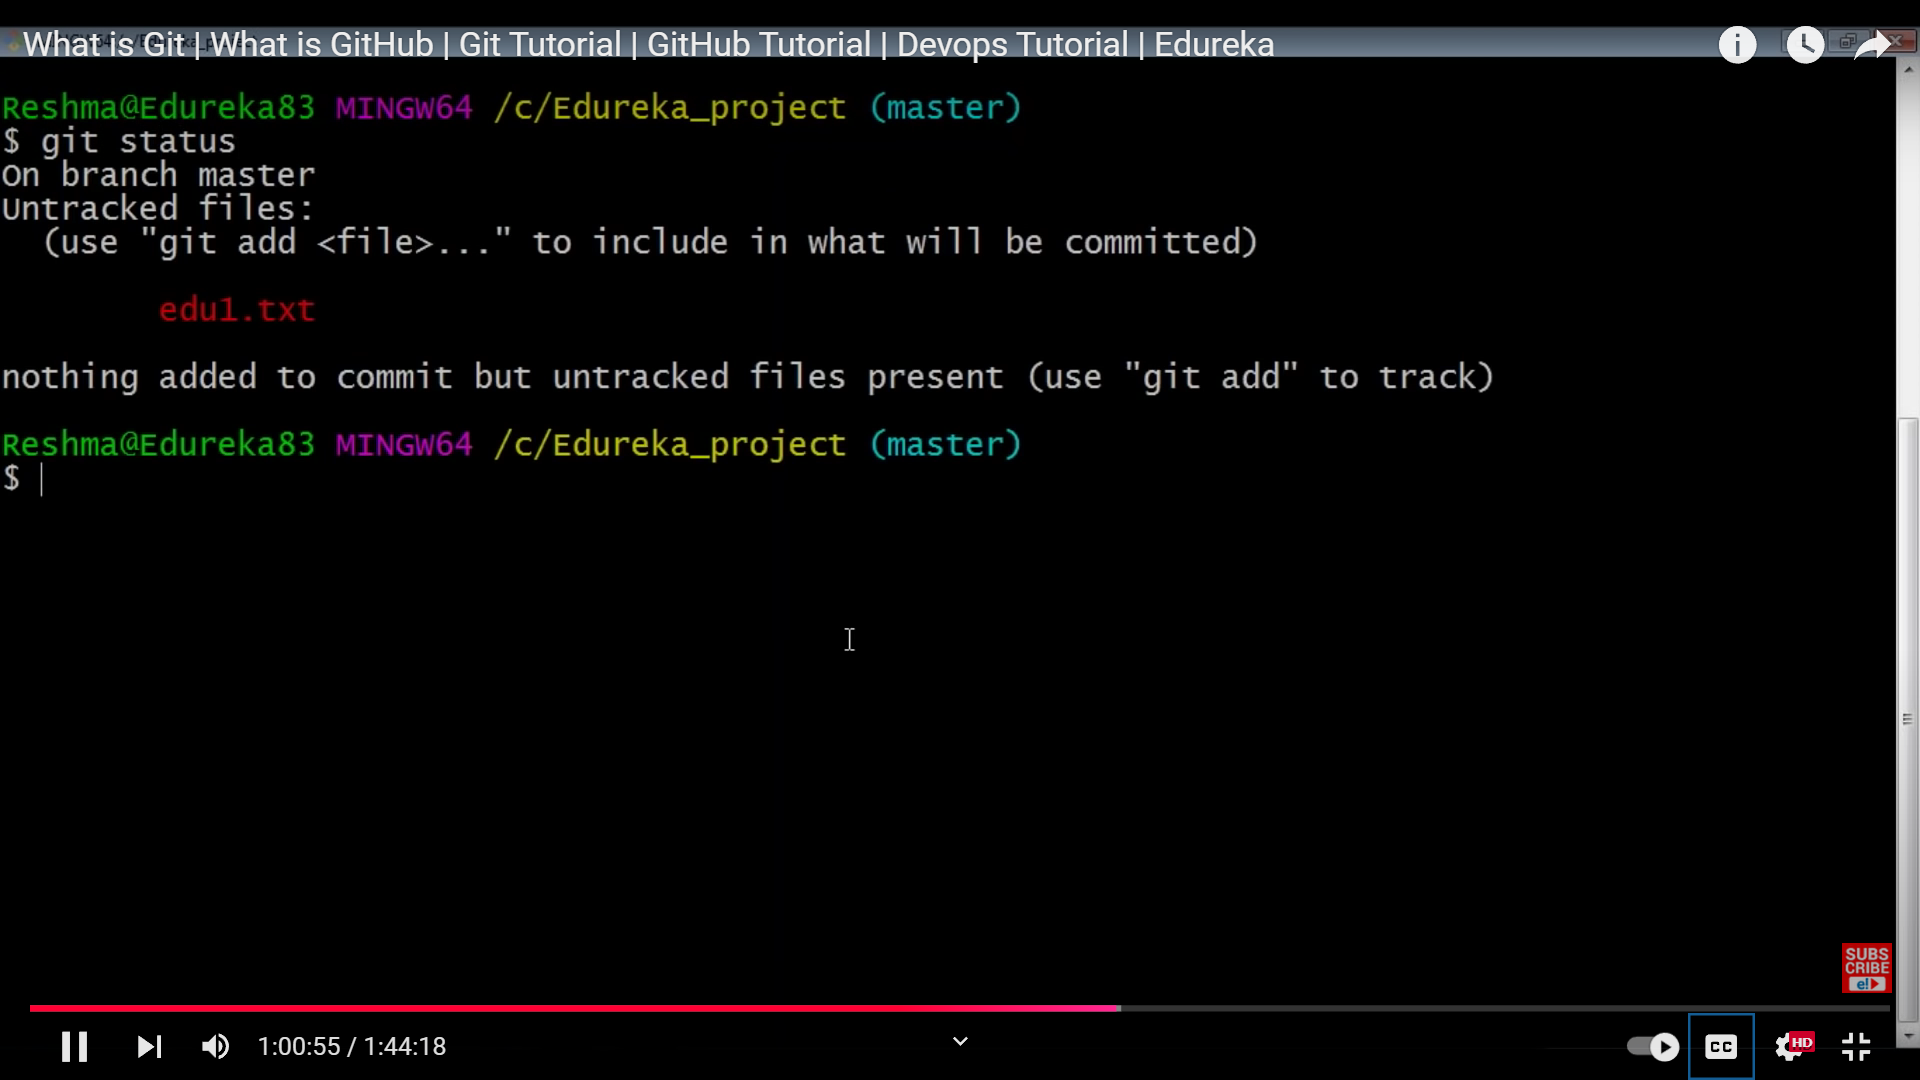 What is Git | What is GitHub | Git Tutorial | GitHub Tutorial | Devops Tutorial | Edureka
Reshma@Edureka83 MINGW64 /c/Edureka_project (master)
$ git status
On branch master
Untracked files:
(use "git add <file>..." to include in what will be committed)
edu1.txt
nothing added to commit but untracked files present (use "git add" to track)
Reshma@Edureka83 MINGW64 /c/Edureka_project (master)
$
SUBS
CRIBE
e!
1:00:55 / 1:44:18
CC
HD